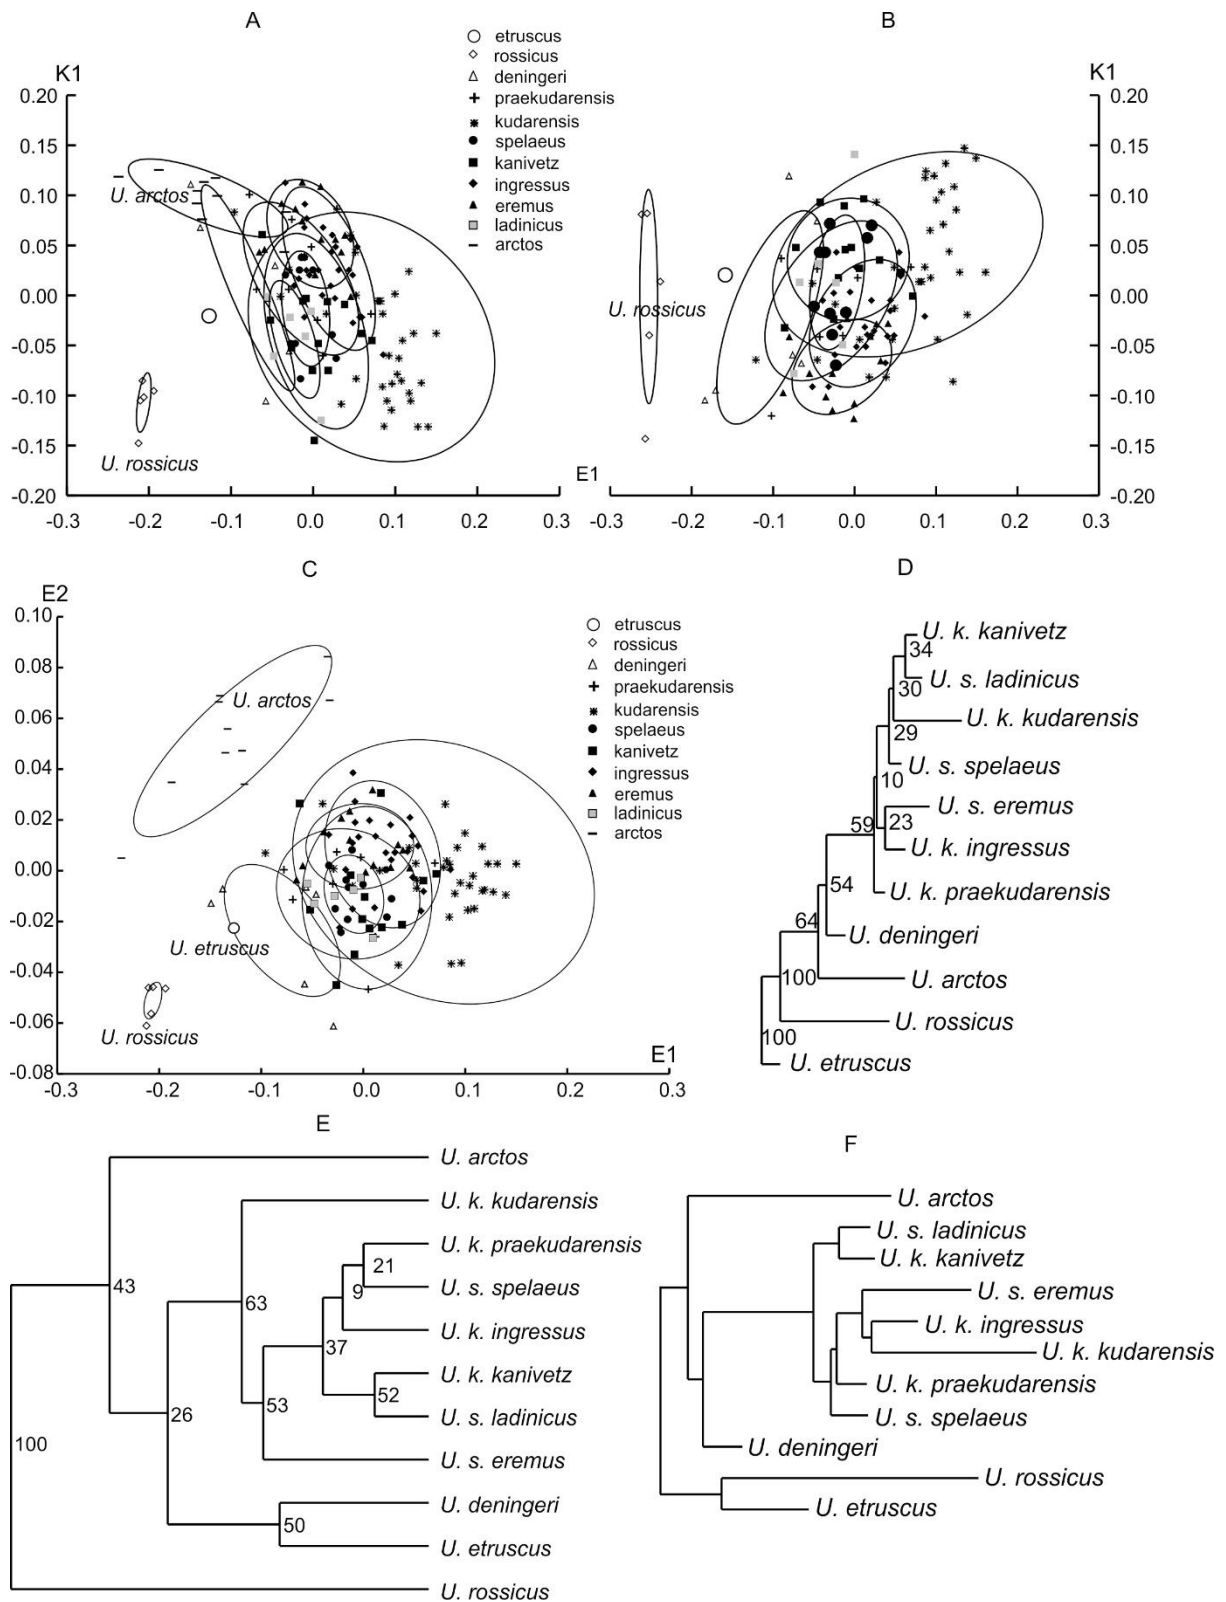 A
etruscus
rossicus
deningeri
praekudarensis
kudarensis
spelaeus
kanivetz
ingressus
eremus
ladinicus
arctos
K1
0.20
0.15
0.10
0.05
0.00
-0.05
-0.10
-0.15
-0.20
U. arctos
U. rossicus
-0.3
-0.2
-0.1
0.0
0.1
0.2
0.3
E1
B
K1
0.20
0.15
0.10
0.05
0.00
-0.05
-0.10
-0.15
-0.20
U. rossicus
-0.3
-0.2
-0.1
0.0
0.1
0.2
0.3
C
E2
0.10
0.08
0.06
0.04
0.02
0.00
-0.02
-0.04
-0.06
-0.08
etruscus
rossicus
deningeri
praekudarensis
kudarensis
spelaeus
kanivetz
ingressus
eremus
ladinicus
arctos
U. arctos
U. etruscus
U. rossicus
E1
-0.3
-0.2
-0.1
0.0
0.1
0.2
0.3
D
U. k. kanivetz
34
U. s. ladinicus
30
U. k. kudarensis
29
U. s. spelaeus
10
U. s. eremus
59
23
U. k. ingressus
54
U. k. praekudarensis
64
U. deningeri
100
U. arctos
U. rossicus
100
U. etruscus
E
U. arctos
U. k. kudarensis
U. k. praekudarensis
21
U. s. spelaeus
43
9
63
U. k. ingressus
37
U. k. kanivetz
52
26
53
U. s. ladinicus
100
U. s. eremus
U. deningeri
50
U. etruscus
U. rossicus
F
U. arctos
U. s. ladinicus
U. k. kanivetz
U. s. eremus
U. k. ingressus
U. k. kudarensis
U. k. praekudarensis
U. s. spelaeus
U. deningeri
U. rossicus
U. etruscus